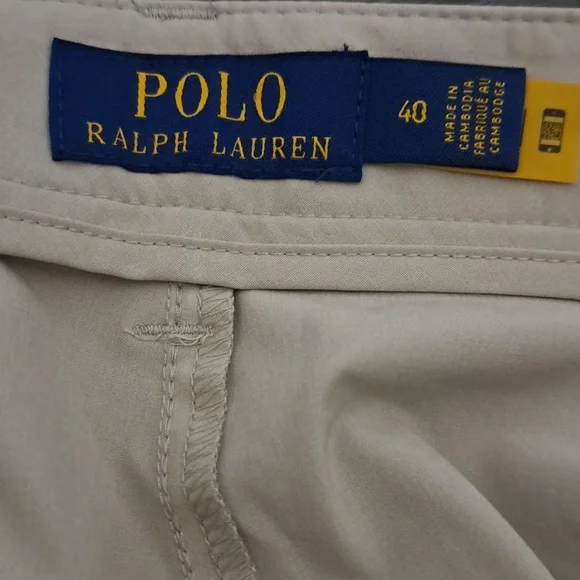 POLO
RALPH LAUREN
40
MADE IN
CAMBODIA
FABRIQUÉ AU
CAMBODGE